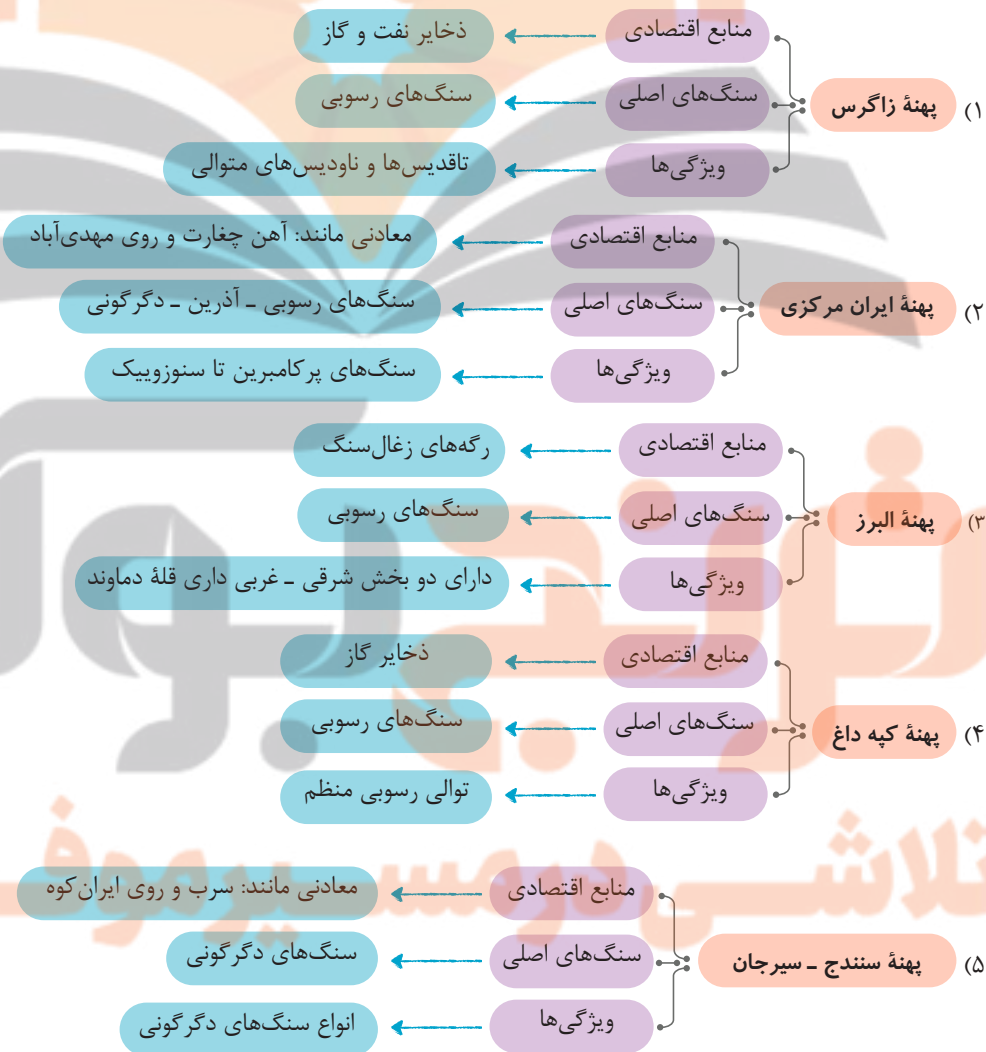 ۱) پهنهٔ زاگرس
منابع اقتصادی ذخایر نفت و گاز
سنگ‌های اصلی سنگ‌های رسوبی
ویژگی‌ها تاقدیس‌ها و ناودیس‌های متوالی
۲) پهنهٔ ایران مرکزی
منابع اقتصادی معادنی مانند: آهن چغارت و روی مهدی‌آباد
سنگ‌های اصلی سنگ‌های رسوبی ـ آذرین ـ دگرگونی
ویژگی‌ها سنگ‌های پرکامبرین تا سنوزوییک
۳) پهنهٔ البرز
منابع اقتصادی رگه‌های زغال‌سنگ
سنگ‌های اصلی سنگ‌های رسوبی
ویژگی‌ها دارای دو بخش شرقی ـ غربی داری قلهٔ دماوند
۴) پهنهٔ کپه داغ
منابع اقتصادی ذخایر گاز
سنگ‌های اصلی سنگ‌های رسوبی
ویژگی‌ها توالی رسوبی منظم
۵) پهنهٔ سنندج ـ سیرجان
منابع اقتصادی معادنی مانند: سرب و روی ایران‌کوه
سنگ‌های اصلی سنگ‌های دگرگونی
ویژگی‌ها انواع سنگ‌های دگرگونی
تلاشی درمسیر